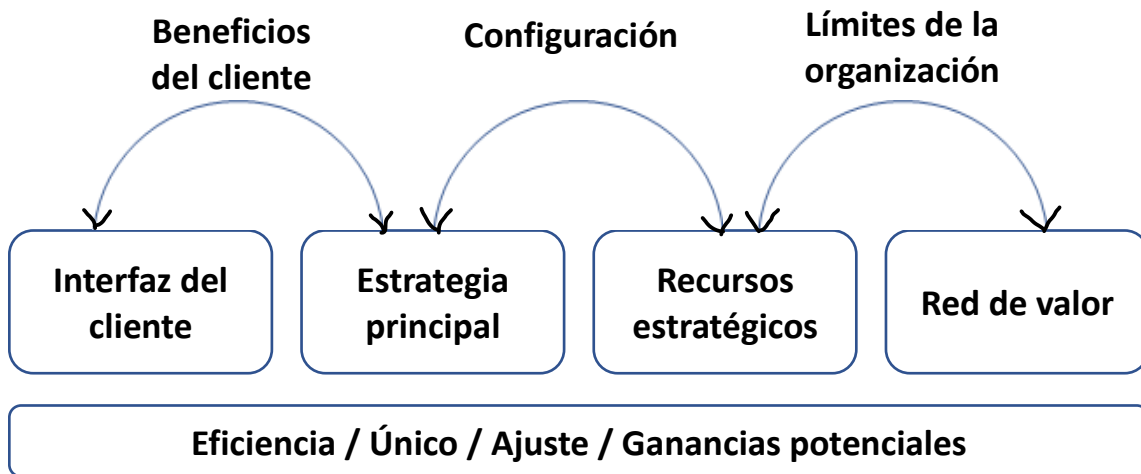 Beneficios
del cliente
Configuración
Límites de la
organización
Interfaz del
cliente
Estrategia
principal
Recursos
estratégicos
Red de valor
Eficiencia / Único / Ajuste / Ganancias potenciales